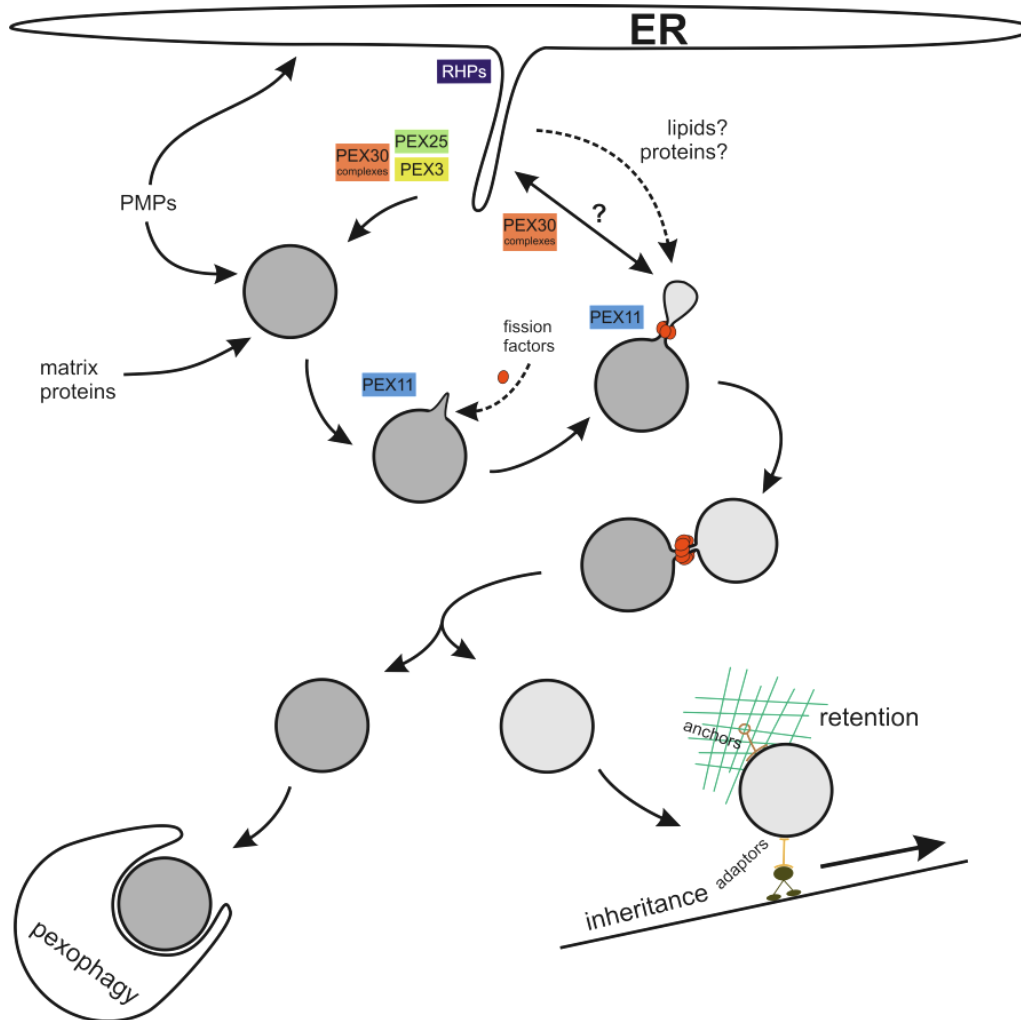 ER
RHPs
PEX25
PEX30
complexes
PEX3
lipids?
proteins?
PMPs
?
PEX30
complexes
PEX11
fission
factors
matrix
proteins
PEX11
retention
anchors
adaptors
inheritance
pexophagy